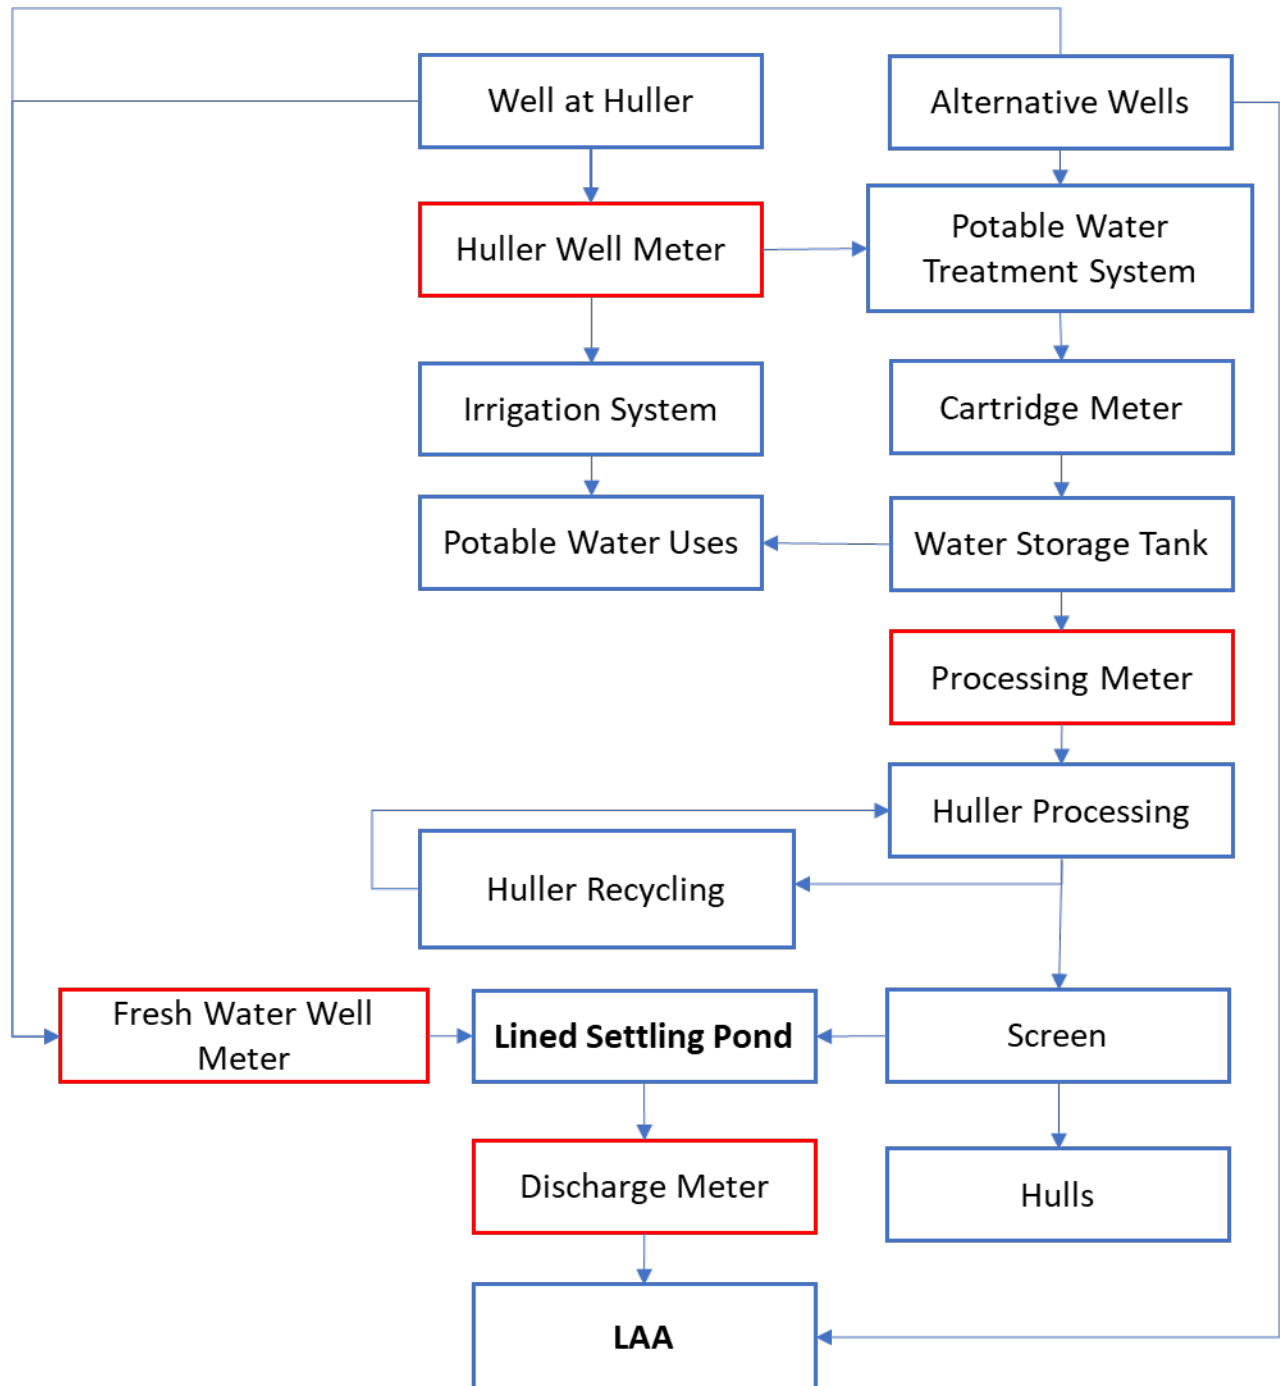 Well at Huller
Alternative Wells
Huller Well Meter
Potable Water
Treatment System
Irrigation System
Cartridge Meter
Potable Water Uses
Water Storage Tank
Processing Meter
Huller Processing
Huller Recycling
Fresh Water Well
Meter
Lined Settling Pond
Screen
Discharge Meter
Hulls
LAA